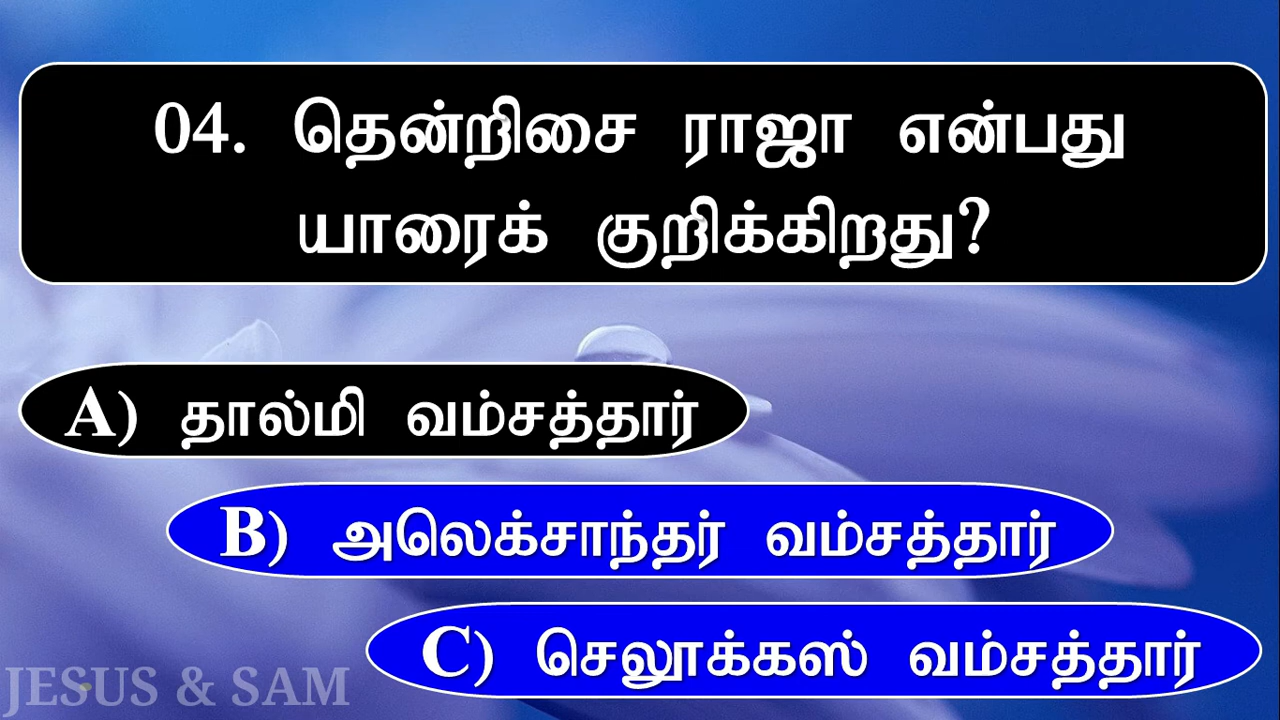 04. தென்றிசை ராஜா என்பது
யாரைக் குறிக்கிறது?
A) தால்மி வம்சத்தார்
B) அலெக்சாந்தர் வம்சத்தார்
C) செலூக்கஸ் வம்சத்தார்
JESUS & SAM